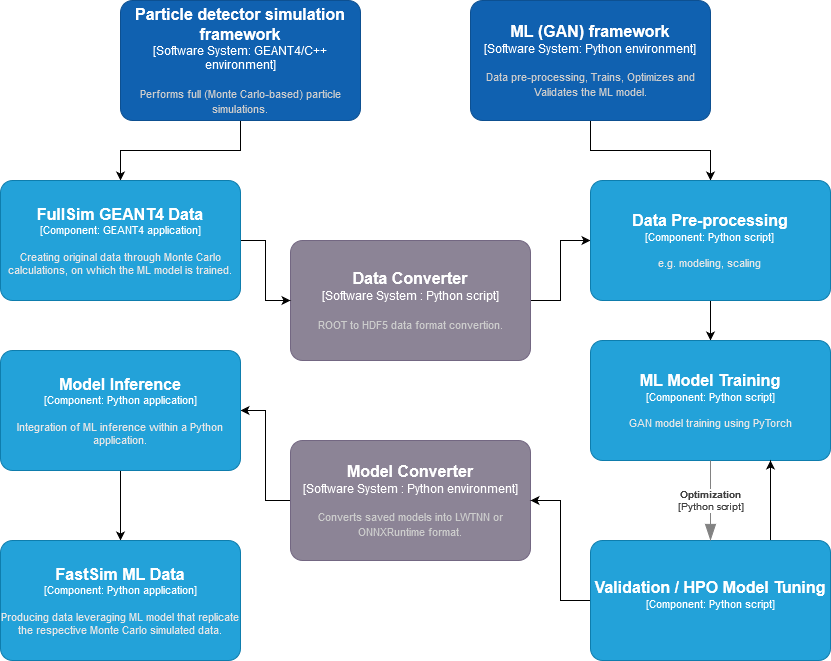 Particle detector simulation
framework
[Software System: GEANT4/C++
environment]
Performs full (Monte Carlo-based) particle
simulations.
ML (GAN) framework
[Software System: Python environment]
Data pre-processing, Trains, Optimizes and
Validates the ML model.
FullSim GEANT4 Data
[Component: GEANT4 application]
Creating original data through Monte Carlo
calculations, on which the ML model is trained.
Data Converter
[Software System : Python script]
ROOT to HDF5 data format convertion.
Data Pre-processing
[Component: Python script]
e.g. modeling, scaling
Model Inference
[Component: Python application]
Integration of ML inference within a Python
application.
ML Model Training
[Component: Python script]
GAN model training using PyTorch
Model Converter
[Software System : Python environment]
Converts saved models into LWTNN or
ONNXRuntime format.
Optimization
[Python script]
FastSim ML Data
[Component: Python application]
Producing data leveraging ML model that replicate
the respective Monte Carlo simulated data.
Validation / HPO Model Tuning
[Component: Python script]